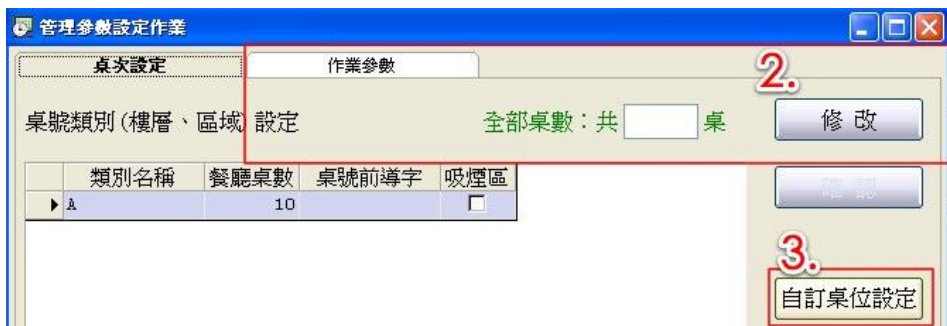 管理參數設定作業
桌次設定
作業參數
2.
桌號類別(樓層、區域)設定
全部桌數:共
桌
修 改
類別名稱
餐廳桌數
桌號前導字
吸煙區
確 認
A
10
3.
自訂桌位設定